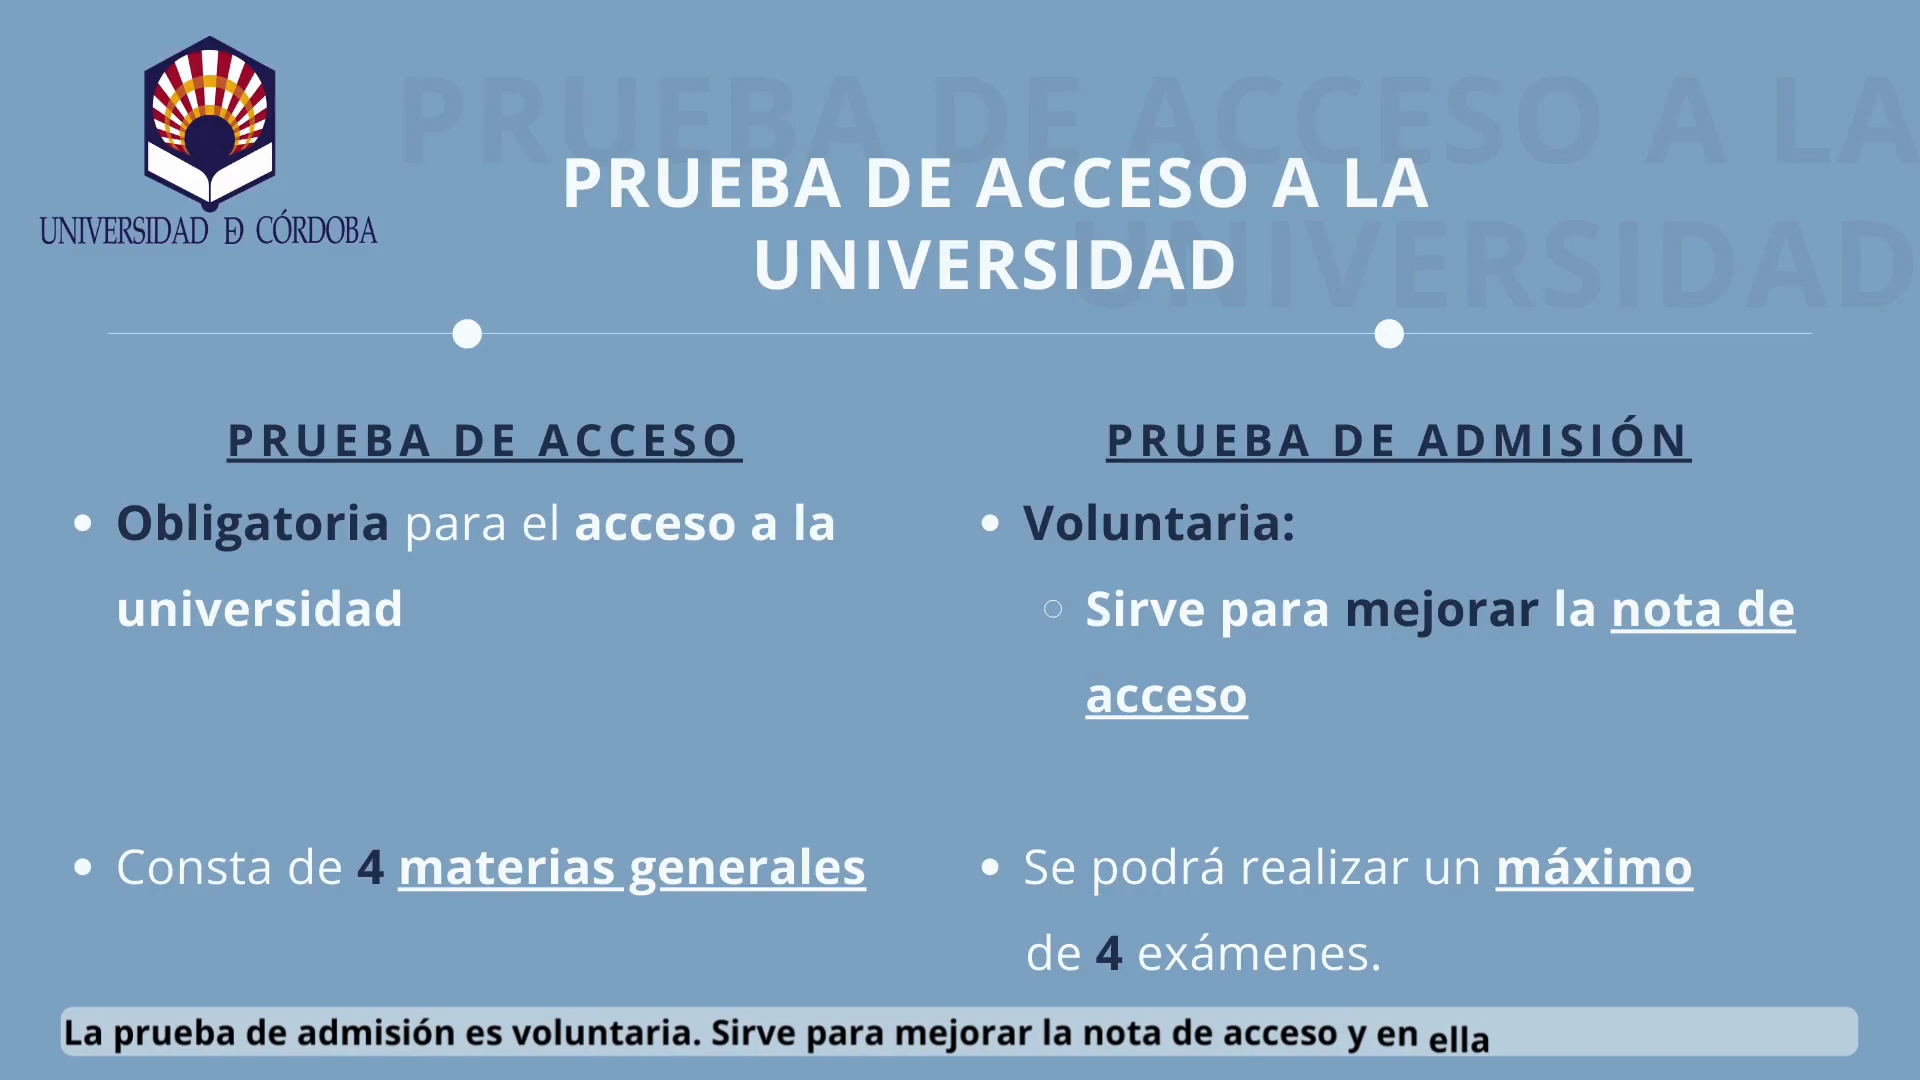 UNIVERSIDAD Ð CÓRDOBA
PRUEBA DE ACCESO A LA
UNIVERSIDAD
PRUEBA DE ACCESO A LA
UNIVERSIDAD
PRUEBA DE ACCESO
Obligatoria para el acceso a la
universidad
Consta de 4 materias generales
PRUEBA DE ADMISIÓN
Voluntaria:
Sirve para mejorar la nota de
acceso
Se podrá realizar un máximo
de 4 exámenes.
La prueba de admisión es voluntaria. Sirve para mejorar la nota de acceso y en ella